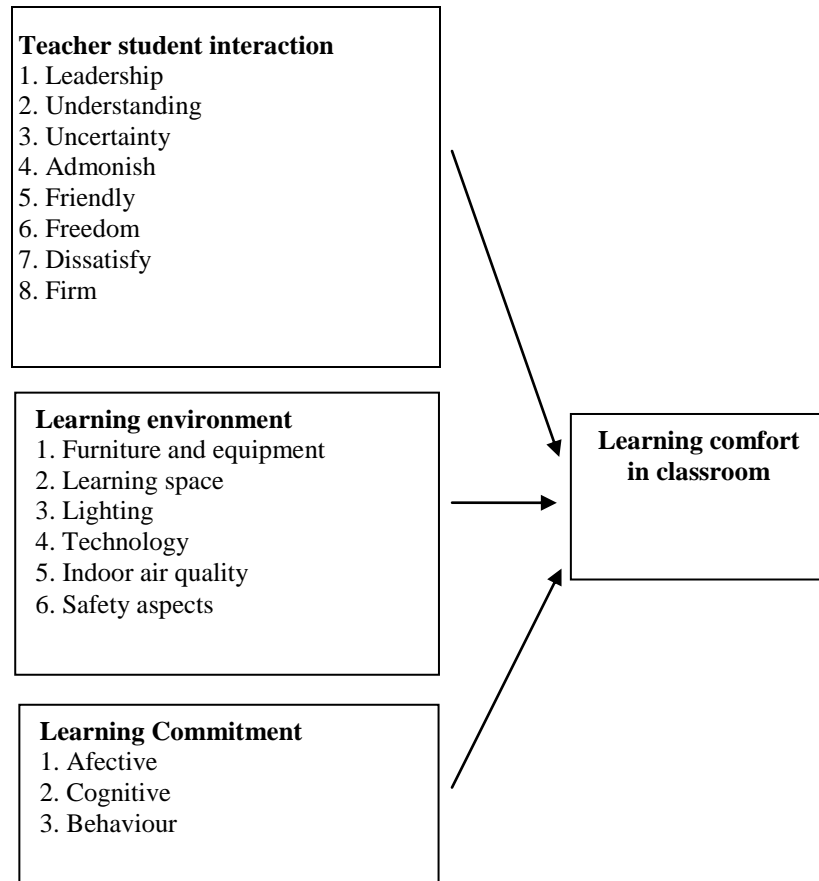 Teacher student interaction
1. Leadership
2. Understanding
3. Uncertainty
4. Admonish
5. Friendly
6. Freedom
7. Dissatisfy
8. Firm
Learning environment
1. Furniture and equipment
2. Learning space
3. Lighting
4. Technology
5. Indoor air quality
6. Safety aspects
Learning comfort
in classroom
Learning Commitment
1. Afective
2. Cognitive
3. Behaviour